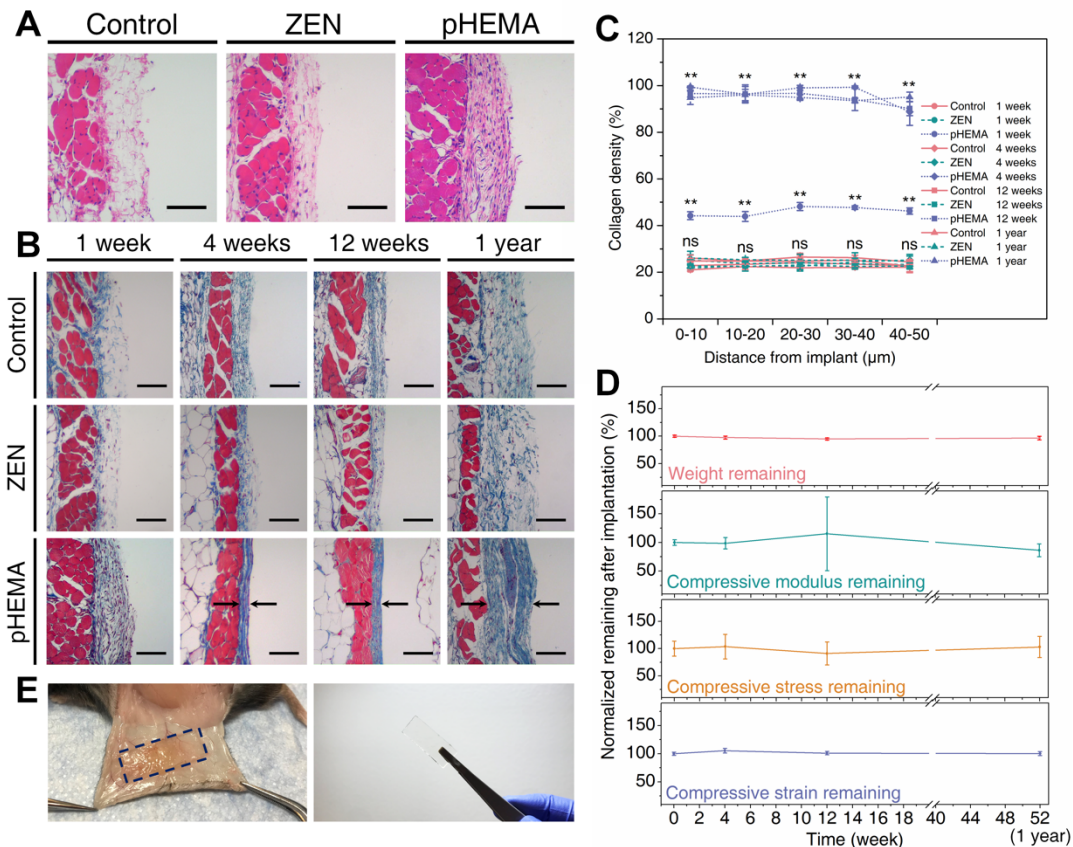 A
Control
ZEN
pHEMA
B
1 week
4 weeks
12 weeks
1 year
Control
ZEN
pHEMA
E
C
120
100
80
60
40
20
0
Collagen density (%)
**
**
**
**
**
**
**
**
**
**
ns
ns
ns
ns
ns
0-10
10-20
20-30
30-40
40-50
Distance from implant (μm)
Control 1 week
ZEN 1 week
pHEMA 1 week
Control 4 weeks
ZEN 4 weeks
pHEMA 4 weeks
Control 12 weeks
ZEN 12 weeks
pHEMA 12 week
Control 1 year
ZEN 1 year
pHEMA 1 year
D
Normalized remaining after implantation (%)
150
100
50
Weight remaining
150
100
50
Compressive modulus remaining
150
100
50
Compressive stress remaining
150
100
50
Compressive strain remaining
0 2 4 6 8 10 12 14 16 18 20 40 44 48 52
Time (week)
(1 year)